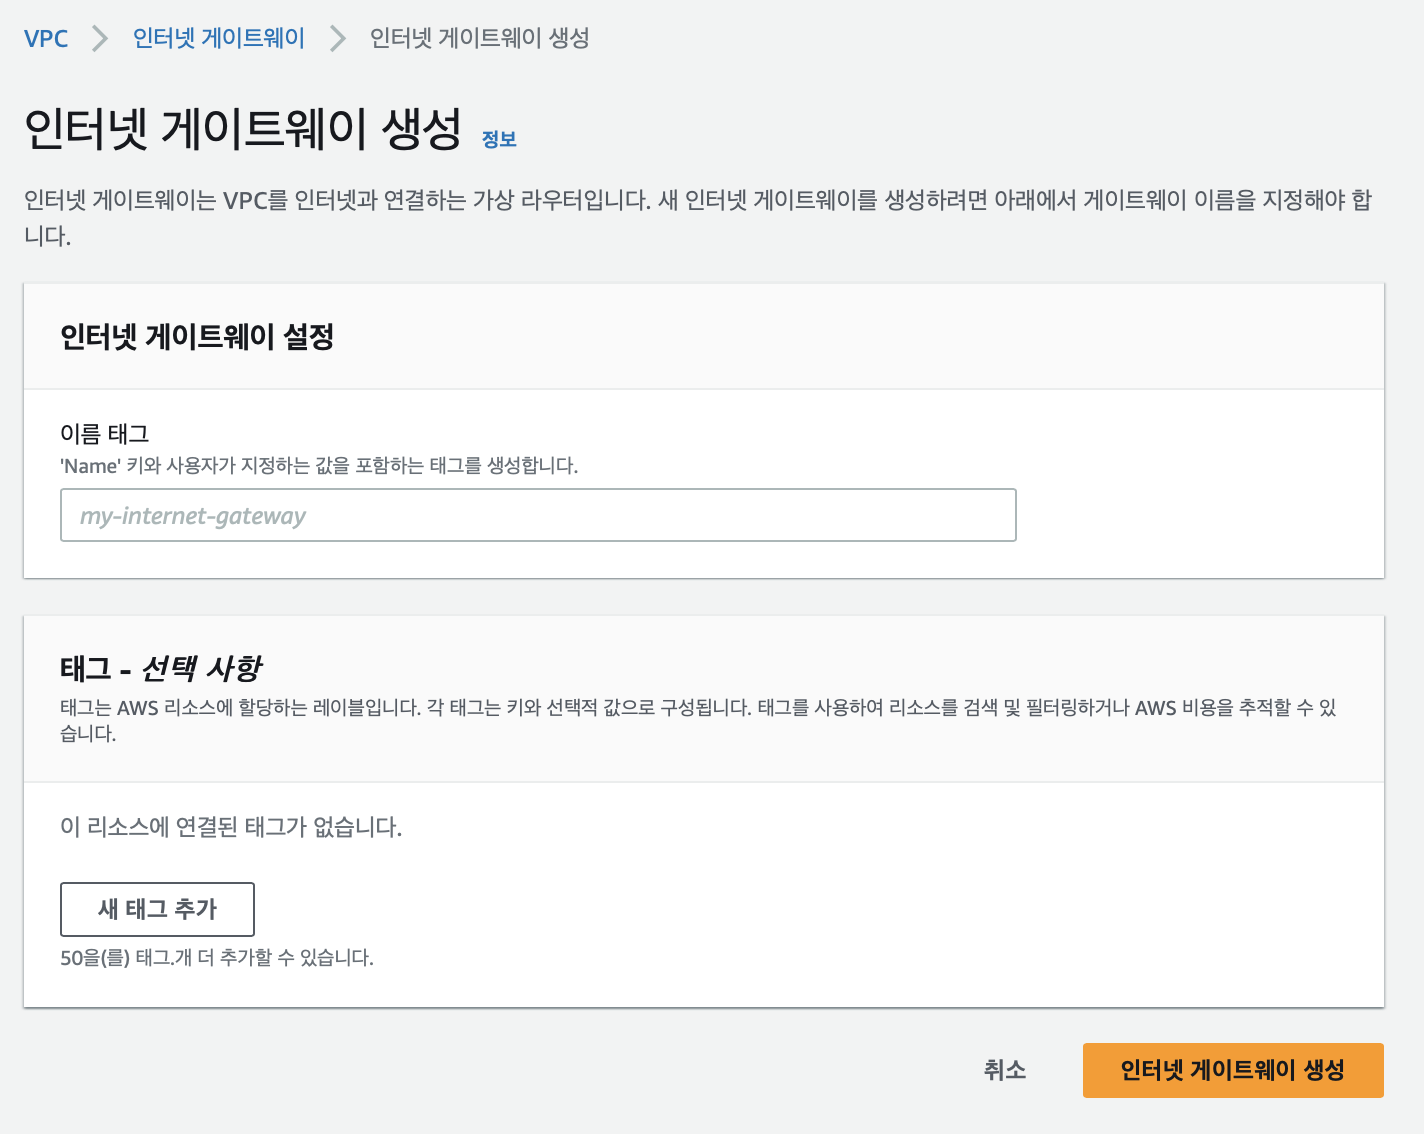 VPC 인터넷 게이트웨이 인터넷 게이트웨이 생성
인터넷 게이트웨이 생성 정보
인터넷 게이트웨이는 VPC를 인터넷과 연결하는 가상 라우터입니다. 새 인터넷 게이트웨이를 생성하려면 아래에서 게이트웨이 이름을 지정해야 합
니다.
인터넷 게이트웨이 설정
이름 태그
'Name' 키와 사용자가 지정하는 값을 포함하는 태그를 생성합니다.
my-internet-gateway
태그 - 선택 사항
태그는 AWS 리소스에 할당하는 레이블입니다. 각 태그는 키와 선택적 값으로 구성됩니다. 태그를 사용하여 리소스를 검색 및 필터링하거나 AWS 비용을 추적할 수 있
습니다.
이 리소스에 연결된 태그가 없습니다.
새 태그 추가
50을(를) 태그.개 더 추가할 수 있습니다.
취소 인터넷 게이트웨이 생성